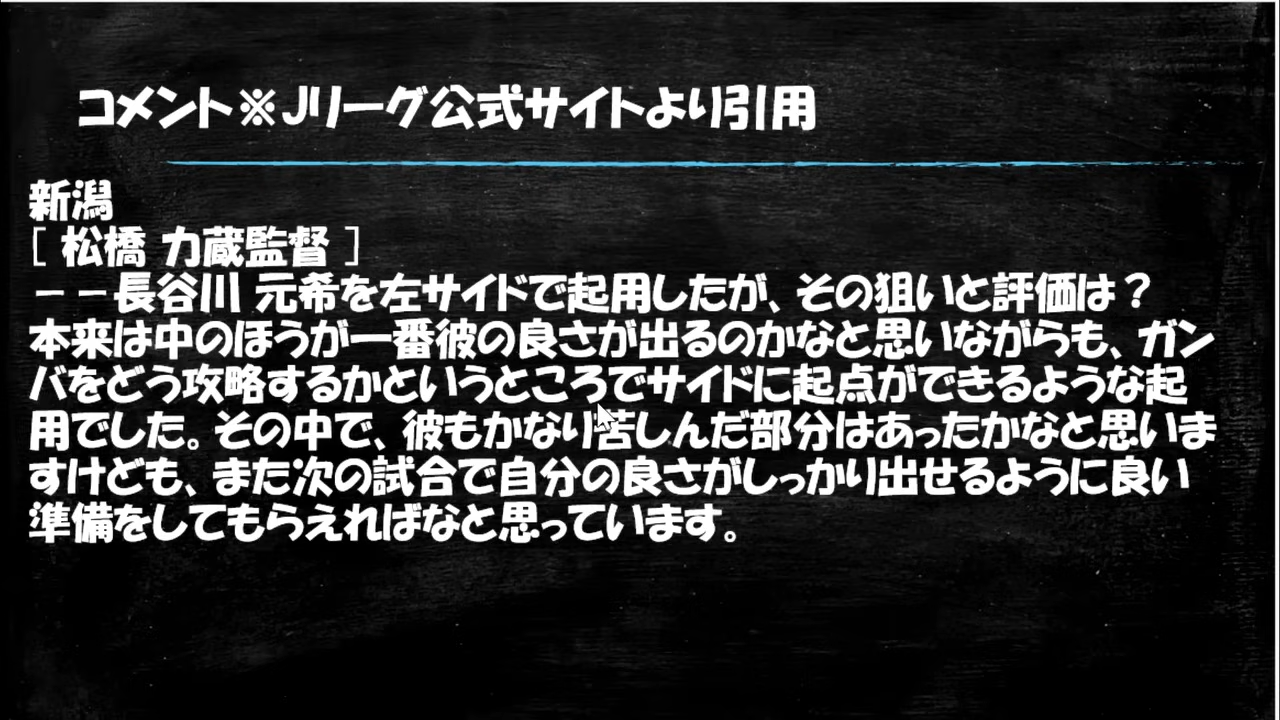 コメント※Jリーグ公式サイトより引用
新潟
[ 松橋 力蔵監督 ]
－－長谷川 元希を左サイドで起用したが、その狙いと評価は？
本来は中のほうが一番彼の良さが出るのかなと思いながらも、ガン
バをどう攻略するかというところでサイドに起点ができるような起
用でした。その中で、彼もかなり苦しんだ部分はあったかなと思いま
すけども、また次の試合で自分の良さがしっかり出せるように良い
準備をしてもらえればなと思っています。